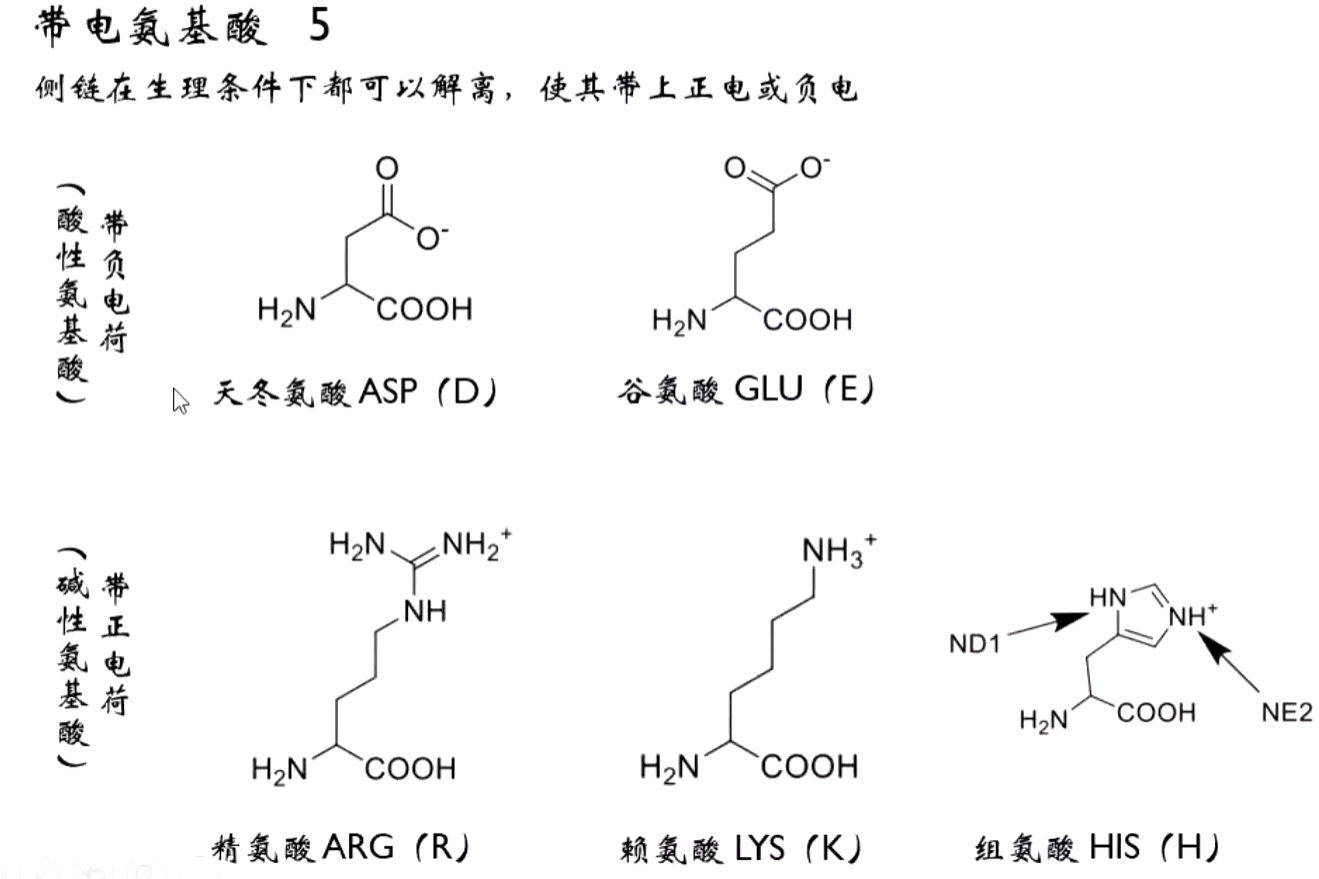 带电氨基酸 5
侧链在生理条件下都可以解离，使其带上正电或负电
带负电荷
（酸性氨基酸）
O
O⁻
H₂N
COOH
天冬氨酸 ASP（D）
O
O⁻
H₂N
COOH
谷氨酸 GLU（E）
带正电荷
（碱性氨基酸）
H₂N
NH₂⁺
NH
H₂N
COOH
精氨酸 ARG（R）
NH₃⁺
H₂N
COOH
赖氨酸 LYS（K）
HN
NH⁺
ND1
NE2
H₂N
COOH
组氨酸 HIS（H）